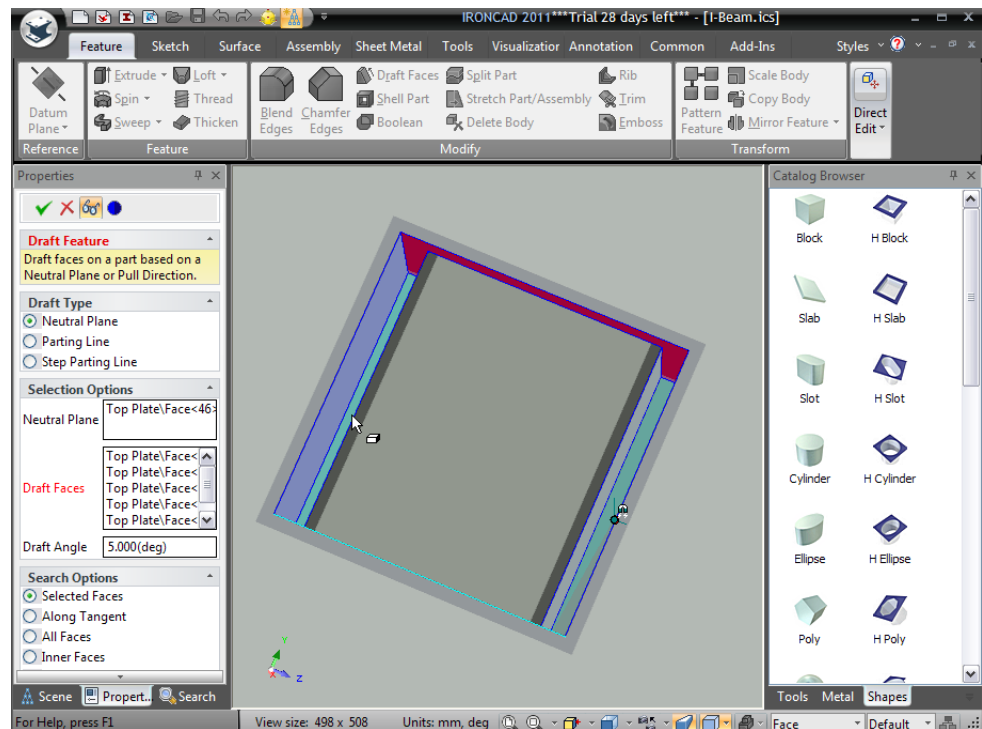 IRONCAD 2011***Trial 28 days left*** - [I-Beam.ics]
Feature Sketch Surface Assembly Sheet Metal Tools Visualizatior Annotation Common Add-Ins Styles
Datum Plane
Extrude Loft
Spin Thread
Sweep Thicken
Blend Edges
Chamfer Edges
Draft Faces Split Part Rib
Shell Part Stretch Part/Assembly Trim
Boolean Delete Body Emboss
Pattern Feature
Scale Body
Copy Body
Mirror Feature
Direct Edit
Reference Feature Modify Transform
Properties
Draft Feature
Draft faces on a part based on a
Neutral Plane or Pull Direction.
Draft Type
Neutral Plane
Parting Line
Step Parting Line
Selection Options
Neutral Plane Top Plate\Face<46>
Draft Faces
Top Plate\Face<
Top Plate\Face<
Top Plate\Face<
Top Plate\Face<
Top Plate\Face<
Draft Angle 5.000(deg)
Search Options
Selected Faces
Along Tangent
All Faces
Inner Faces
Scene Propert... Search
Y
X
Z
Catalog Browser
Block H Block
Slab H Slab
Slot H Slot
Cylinder H Cylinder
Ellipse H Ellipse
Poly H Poly
Tools Metal Shapes
For Help, press F1 View size: 498 x 508 Units: mm, deg Face Default